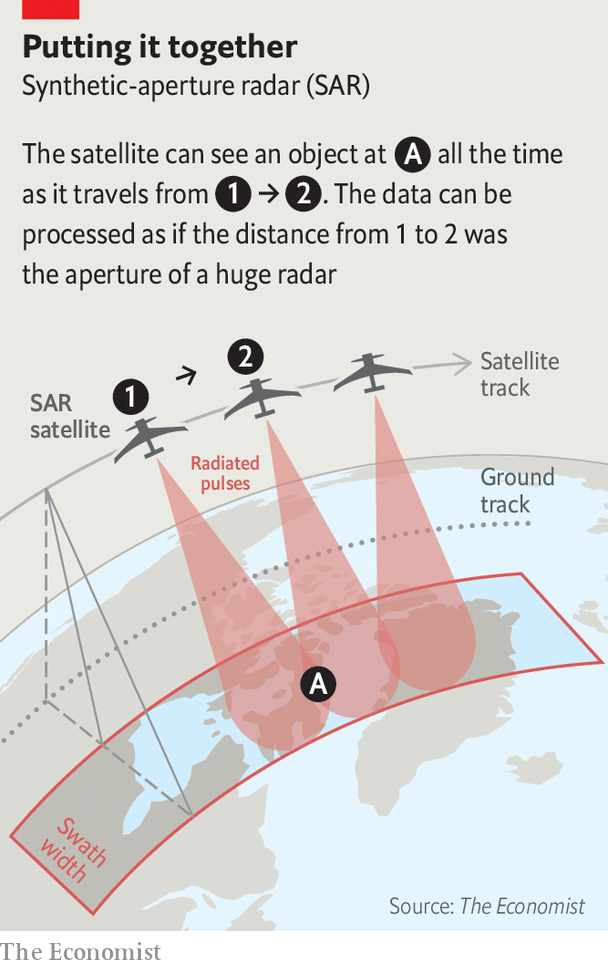 Putting it together
Synthetic-aperture radar (SAR)
The satellite can see an object at A all the time
as it travels from 1 → 2. The data can be
processed as if the distance from 1 to 2 was
the aperture of a huge radar
1
→
2
Satellite
track
SAR
satellite
Radiated
pulses
Ground
track
A
Swath
width
Source: The Economist
The Economist